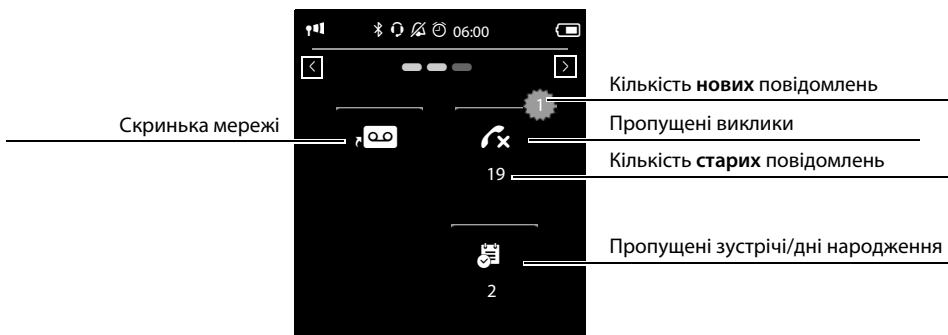 06:00
Кількість нових повідомлень
1
Скринька мережі
Пропущені виклики
19
Кількість старих повідомлень
Пропущені зустрічі/дні народження
2